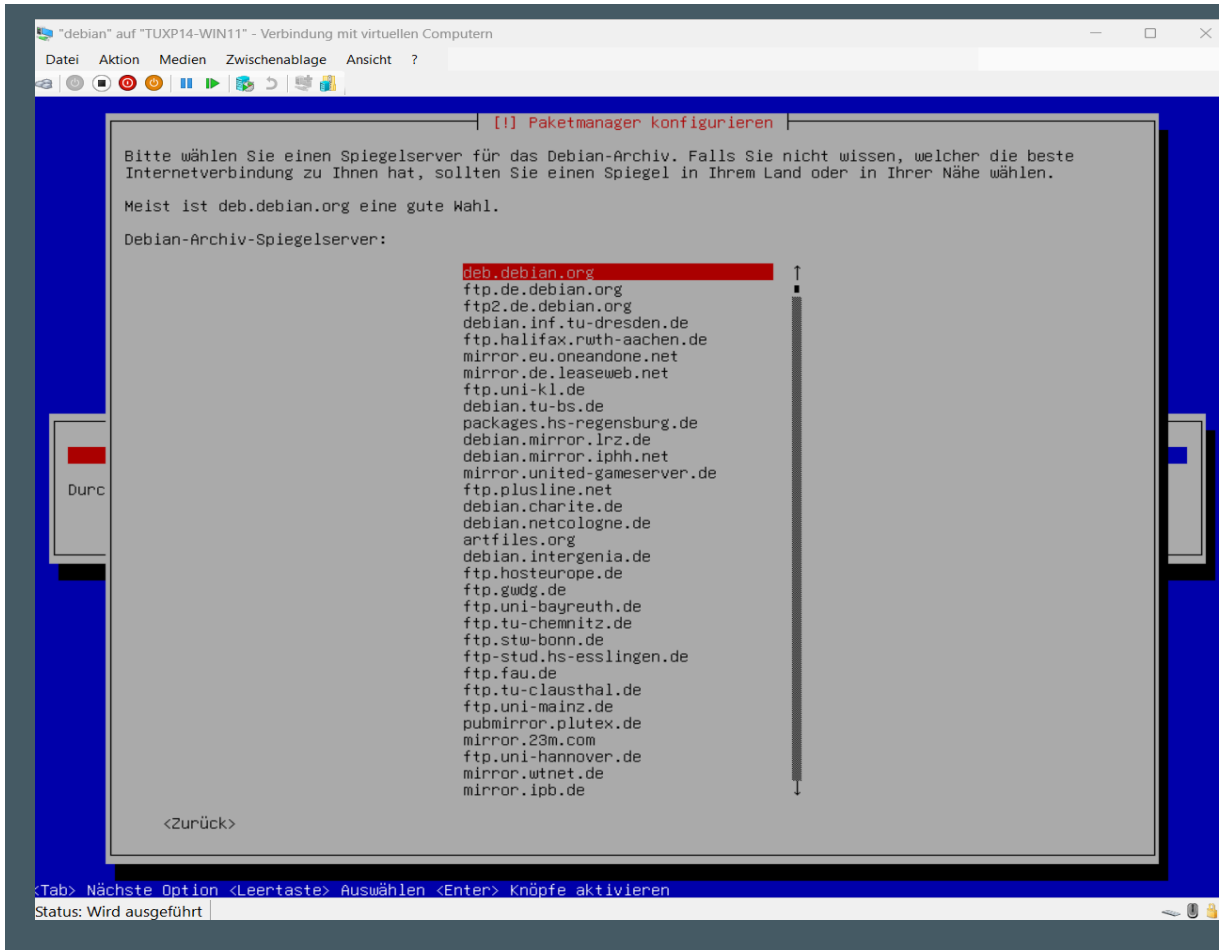 "debian" auf "TUXP14-WIN11" - Verbindung mit virtuellen Computern
Datei Aktion Medien Zwischenablage Ansicht ?
[!] Paketmanager konfigurieren
Bitte wählen Sie einen Spiegelserver für das Debian-Archiv. Falls Sie nicht wissen, welcher die beste
Internetverbindung zu Ihnen hat, sollten Sie einen Spiegel in Ihrem Land oder in Ihrer Nähe wählen.
Meist ist deb.debian.org eine gute Wahl.
Debian-Archiv-Spiegelserver:
deb.debian.org
ftp.de.debian.org
ftp2.de.debian.org
debian.inf.tu-dresden.de
ftp.halifax.rwth-aachen.de
mirror.eu.oneandone.net
mirror.de.leaseweb.net
ftp.uni-kl.de
debian.tu-bs.de
packages.hs-regensburg.de
debian.mirror.lrz.de
debian.mirror.iphh.net
mirror.united-gameserver.de
Durc
ftp.plusline.net
debian.charite.de
debian.netcologne.de
artfiles.org
debian.intergenia.de
ftp.hosteurope.de
ftp.gwdg.de
ftp.uni-bayreuth.de
ftp.tu-chemnitz.de
ftp.stw-bonn.de
ftp-stud.hs-esslingen.de
ftp.fau.de
ftp.tu-clausthal.de
ftp.uni-mainz.de
pubmirror.plutex.de
mirror.23m.com
ftp.uni-hannover.de
mirror.wtnet.de
mirror.ipb.de
<Zurück>
<Tab> Nächste Option <Leertaste> Auswählen <Enter> Knöpfe aktivieren
Status: Wird ausgeführt